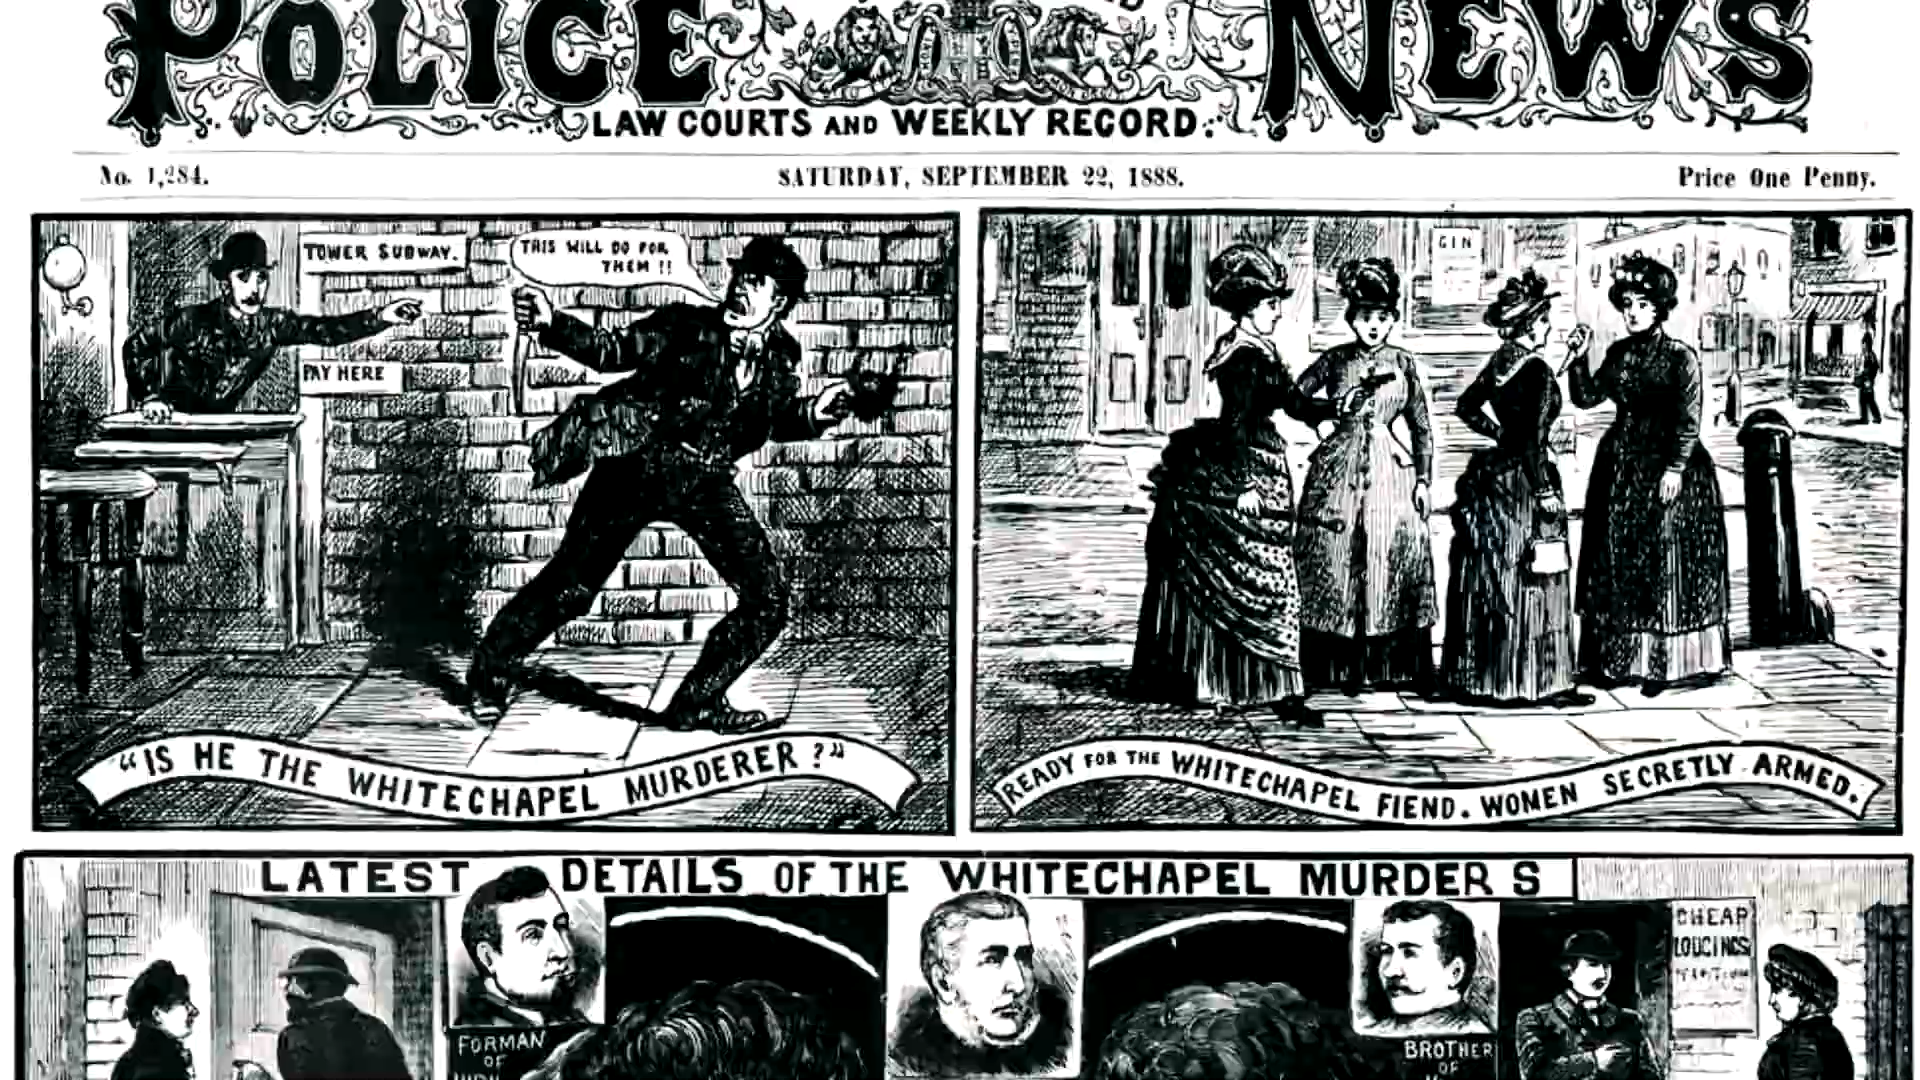 POLICE NEWS
LAW COURTS AND WEEKLY RECORD.
No. 1,284.
SATURDAY, SEPTEMBER 22, 1888.
Price One Penny.
TOWER SUBWAY.
THIS WILL DO FOR
THEM !!
PAY HERE
"IS HE THE WHITECHAPEL MURDERER?"
GIN
READY FOR THE WHITECHAPEL FIEND. WOMEN SECRETLY ARMED.
LATEST DETAILS OF THE WHITECHAPEL MURDERS
FORMAN
OF
BROTHER
OF
CHEAP
LODGINGS